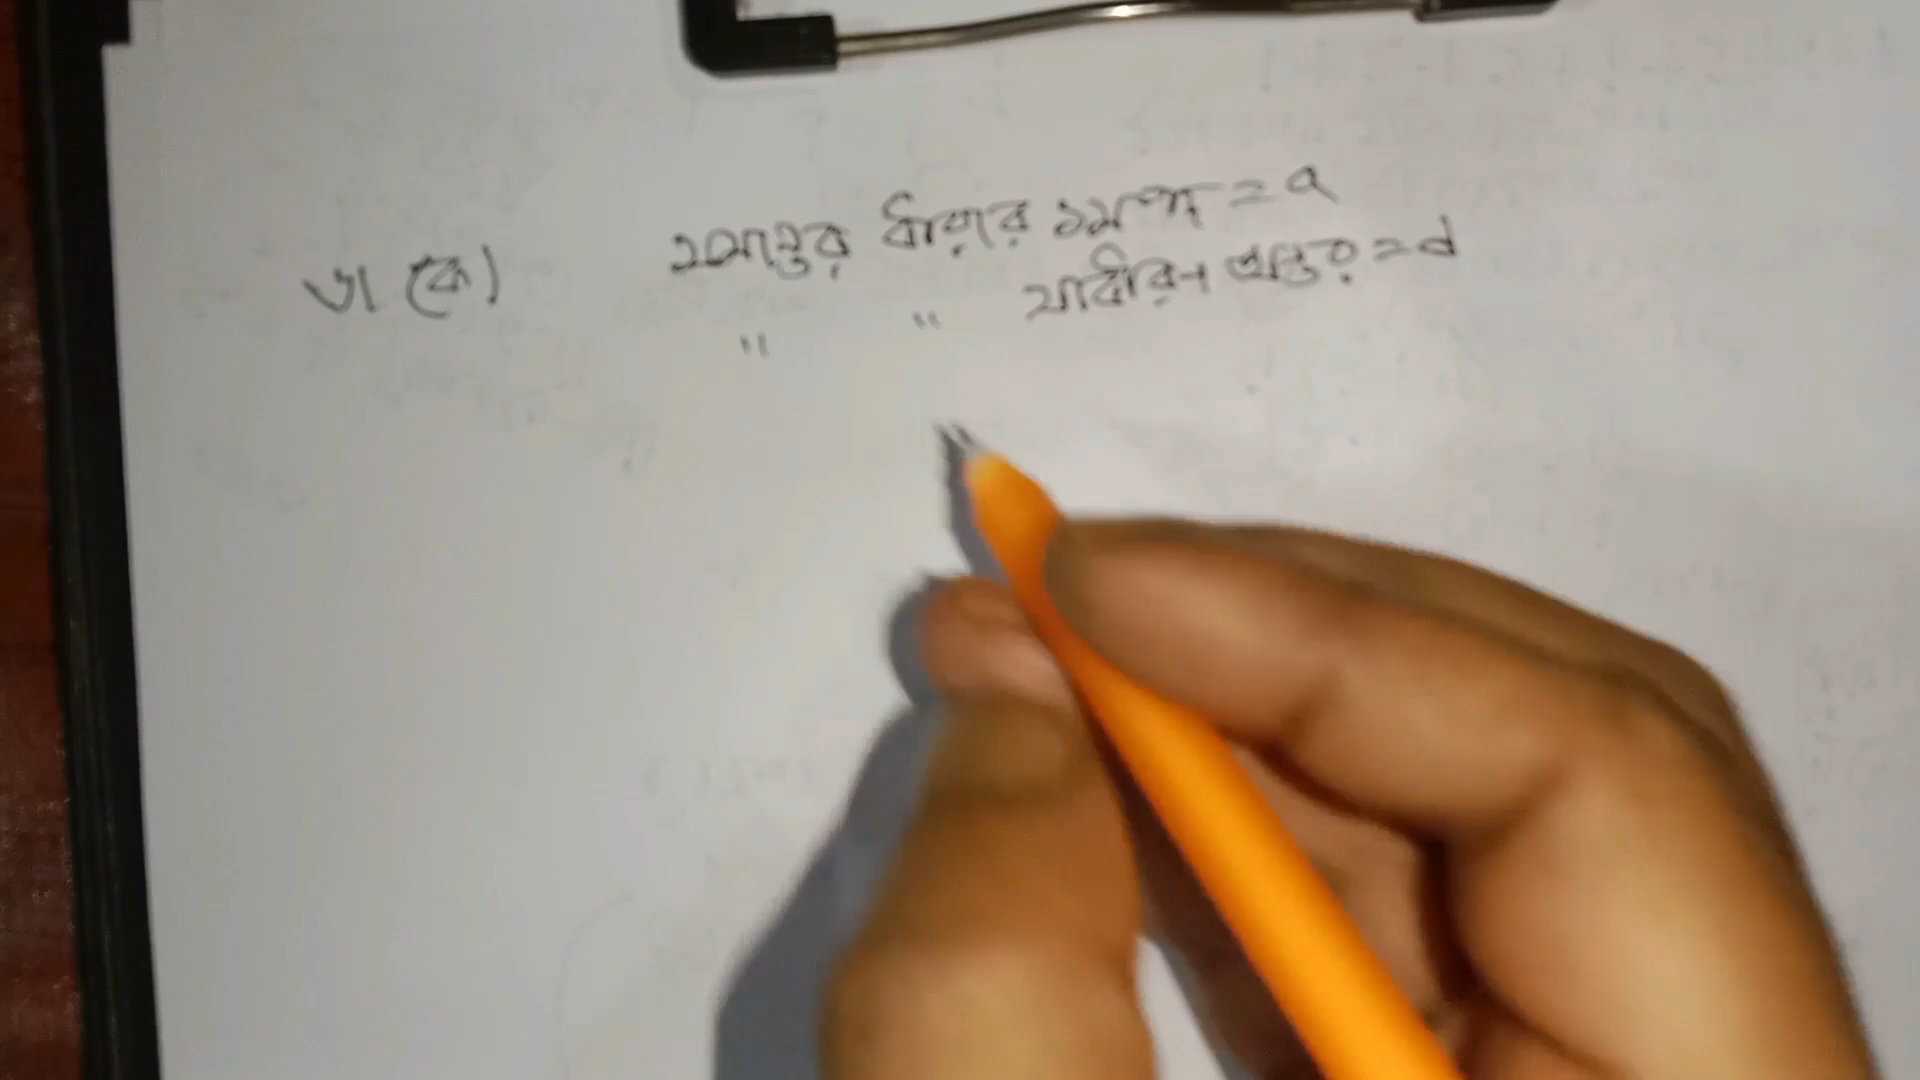 ৩। (ক) সমান্তর ধারার ১ম পদ = a
" " সাধারণ অন্তর = d